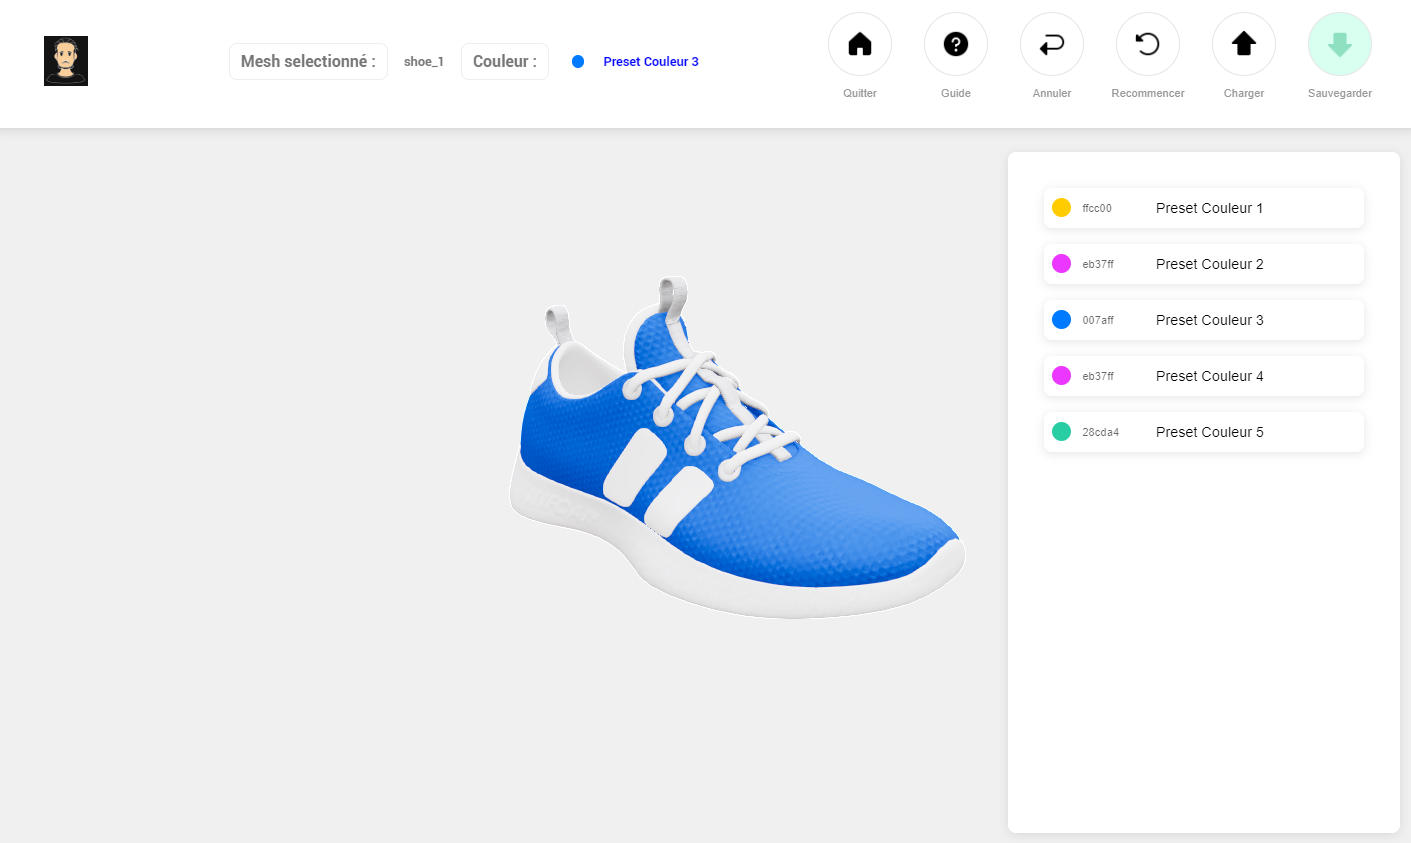 Mesh selectionné :
shoe_1
Couleur :
Preset Couleur 3
Quitter
Guide
Annuler
Recommencer
Charger
Sauvegarder
ffcc00 Preset Couleur 1
eb37ff Preset Couleur 2
007aff Preset Couleur 3
eb37ff Preset Couleur 4
28cda4 Preset Couleur 5